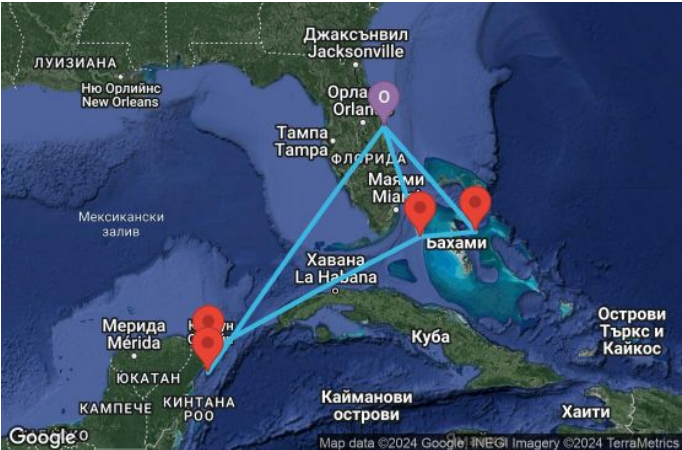 Джаксънвил
Jacksonville
ЛУИЗИАНА
Ню Орлийнс
New Orleans
Орла
Orlan
O
Тампа
Tampa
ФЛОРИДА
Маями
Miami
Мексикански
залив
Бахами
Хавана
La Habana
Мерида
Mérida
Куба
Острови
Търкс и
Кайкос
ЮКАТАН
КАМПЕЧЕ
КИНТАНА
РОО
Кайманови
острови
Хаити
Google
Map data ©2024 Google, INEGI Imagery ©2024 TerraMetrics